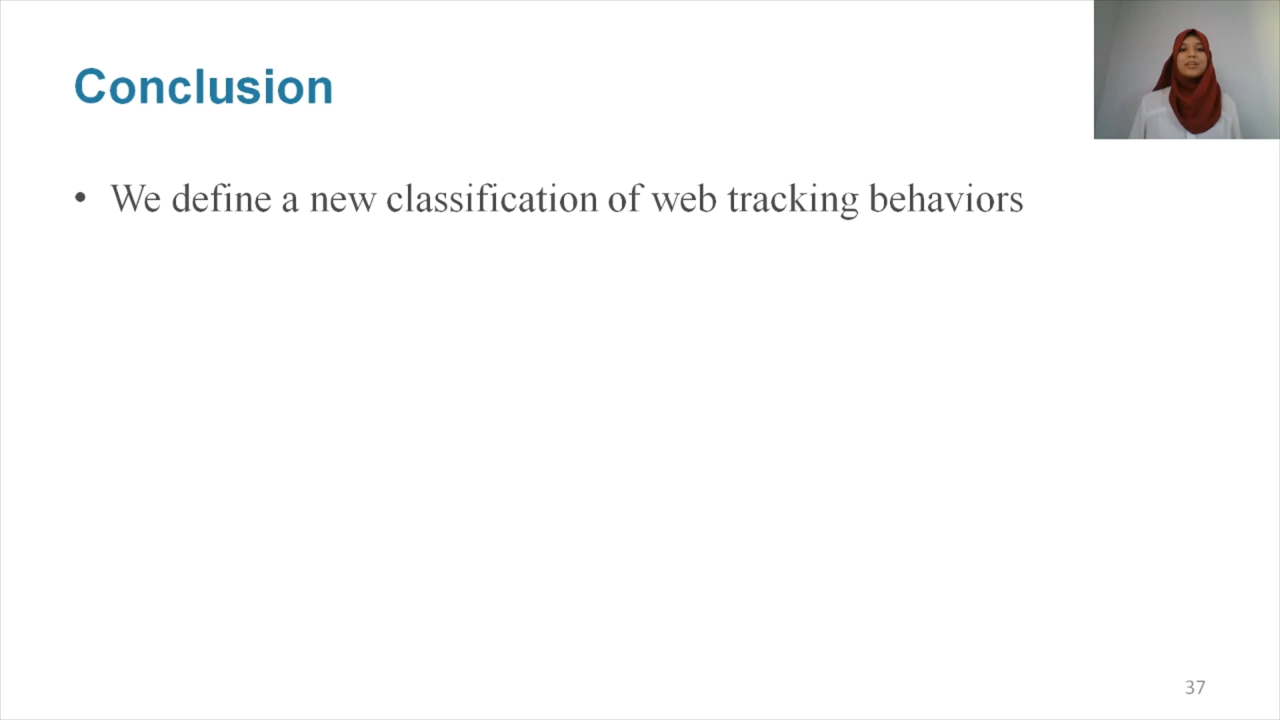 Conclusion
• We define a new classification of web tracking behaviors
37